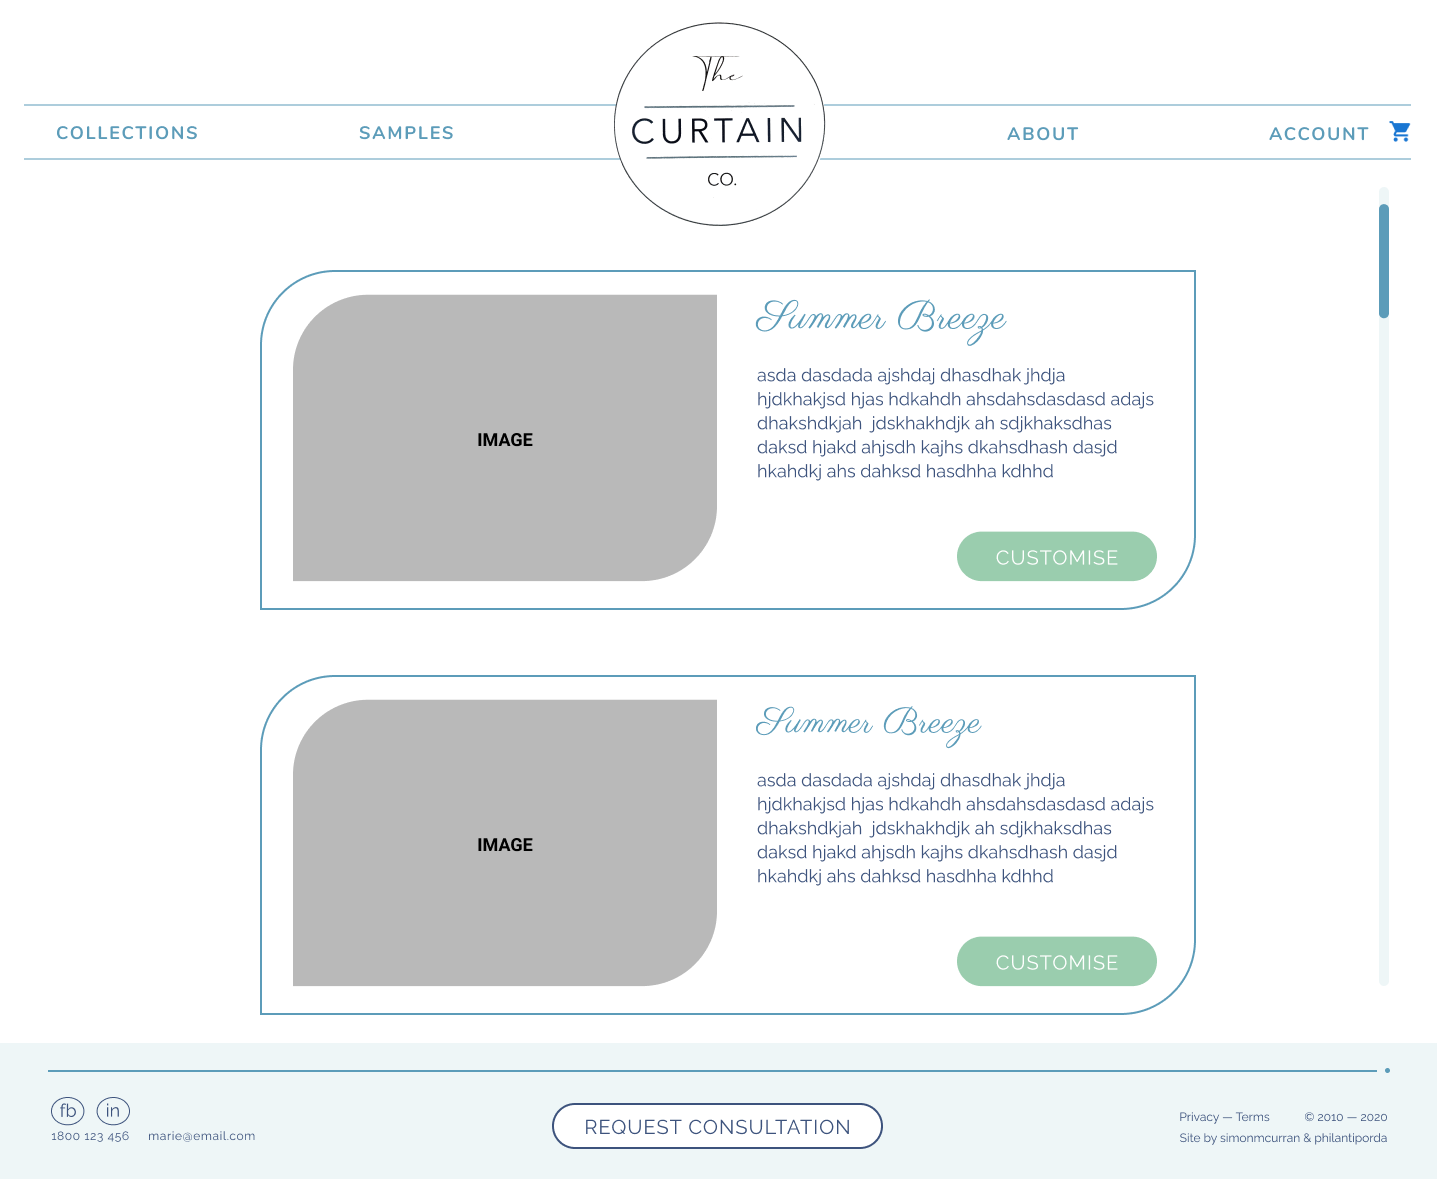 The
CURTAIN
CO.
COLLECTIONS SAMPLES ABOUT ACCOUNT
IMAGE
Summer Breeze
asda dasdada ajshdaj dhasdhak jhdja
hjdkhakjsd hjas hdkahdh ahsdahsdasdasd adajs
dhakshdkjah  jdskhakhdjk ah sdjkhaksdhas
daksd hjakd ahjsdh kajhs dkahsdhash dasjd
hkahdkj ahs dahksd hasdhha kdhhd
CUSTOMISE
IMAGE
Summer Breeze
asda dasdada ajshdaj dhasdhak jhdja
hjdkhakjsd hjas hdkahdh ahsdahsdasdasd adajs
dhakshdkjah  jdskhakhdjk ah sdjkhaksdhas
daksd hjakd ahjsdh kajhs dkahsdhash dasjd
hkahdkj ahs dahksd hasdhha kdhhd
CUSTOMISE
fb in
1800 123 456 marie@email.com
REQUEST CONSULTATION
Privacy — Terms © 2010 — 2020
Site by simonmcurran & philantiporda